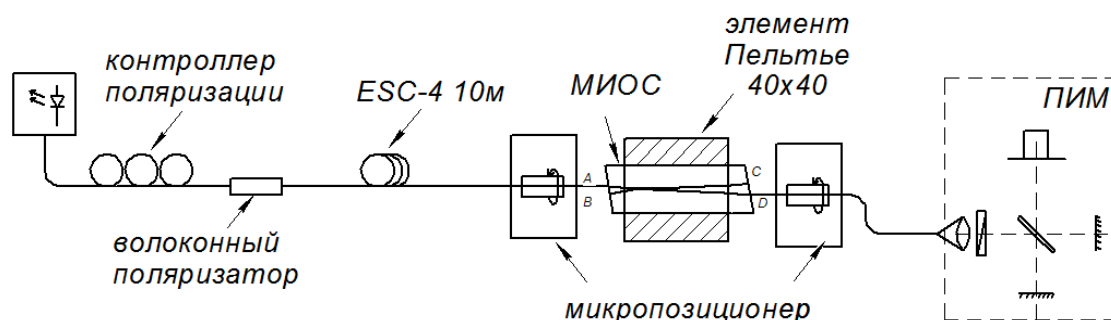 контроллер
поляризации
ESC-4 10м
МИОС
элемент
Пельтье
40x40
ПИМ
A
B
C
D
волоконный
поляризатор
микропозиционер